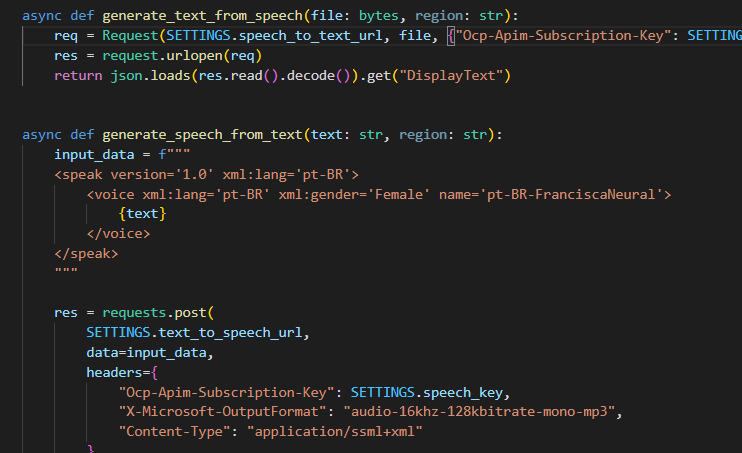 async def generate_text_from_speech(file: bytes, region: str):
    req = Request(SETTINGS.speech_to_text_url, file, {"Ocp-Apim-Subscription-Key": SETTING
    res = request.urlopen(req)
    return json.loads(res.read().decode()).get("DisplayText")
async def generate_speech_from_text(text: str, region: str):
    input_data = f"""
    <speak version='1.0' xml:lang='pt-BR'>
        <voice xml:lang='pt-BR' xml:gender='Female' name='pt-BR-FranciscaNeural'>
            {text}
        </voice>
    </speak>
    """
    res = requests.post(
        SETTINGS.text_to_speech_url,
        data=input_data,
        headers={
            "Ocp-Apim-Subscription-Key": SETTINGS.speech_key,
            "X-Microsoft-OutputFormat": "audio-16khz-128kbitrate-mono-mp3",
            "Content-Type": "application/ssml+xml"
        }